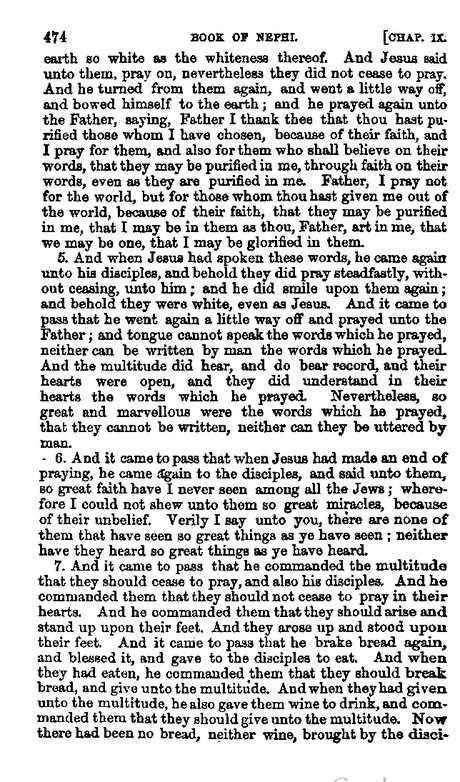 474 BOOK OF NEPHI. [CHAP. IX.
earth so white as the whiteness thereof. And Jesus said
unto them, pray on, nevertheless they did not cease to pray.
And he turned from them again, and went a little way off,
and bowed himself to the earth; and he prayed again unto
the Father, saying, Father I thank thee that thou hast pu-
rified those whom I have chosen, because of their faith, and
I pray for them, and also for them who shall believe on their
words, that they may be purified in me, through faith on their
words, even as they are purified in me. Father, I pray not
for the world, but for those whom thou hast given me out of
the world, because of their faith, that they may be purified
in me, that I may be in them as thou, Father, art in me, that
we may be one, that I may be glorified in them.
5. And when Jesus had spoken these words, he came again
unto his disciples, and behold they did pray steadfastly, with-
out ceasing, unto him; and he did smile upon them again;
and behold they were white, even as Jesus. And it came to
pass that he went again a little way off and prayed unto the
Father; and tongue cannot speak the words which he prayed,
neither can be written by man the words which he prayed.
And the multitude did hear, and do bear record, and their
hearts were open, and they did understand in their
hearts the words which he prayed. Nevertheless, so
great and marvellous were the words which he prayed,
that they cannot be written, neither can they be uttered by
man.
6. And it came to pass that when Jesus had made an end of
praying, he came again to the disciples, and said unto them,
so great faith have I never seen among all the Jews; where-
fore I could not shew unto them so great miracles, because
of their unbelief. Verily I say unto you, there are none of
them that have seen so great things as ye have seen; neither
have they heard so great things as ye have heard.
7. And it came to pass that he commanded the multitude
that they should cease to pray, and also his disciples. And he
commanded them that they should not cease to pray in their
hearts. And he commanded them that they should arise and
stand up upon their feet. And they arose up and stood upon
their feet. And it came to pass that he brake bread again,
and blessed it, and gave to the disciples to eat. And when
they had eaten, he commanded them that they should break
bread, and give unto the multitude. And when they had given
unto the multitude, he also gave them wine to drink, and com-
manded them that they should give unto the multitude. Now
there had been no bread, neither wine, brought by the disci-